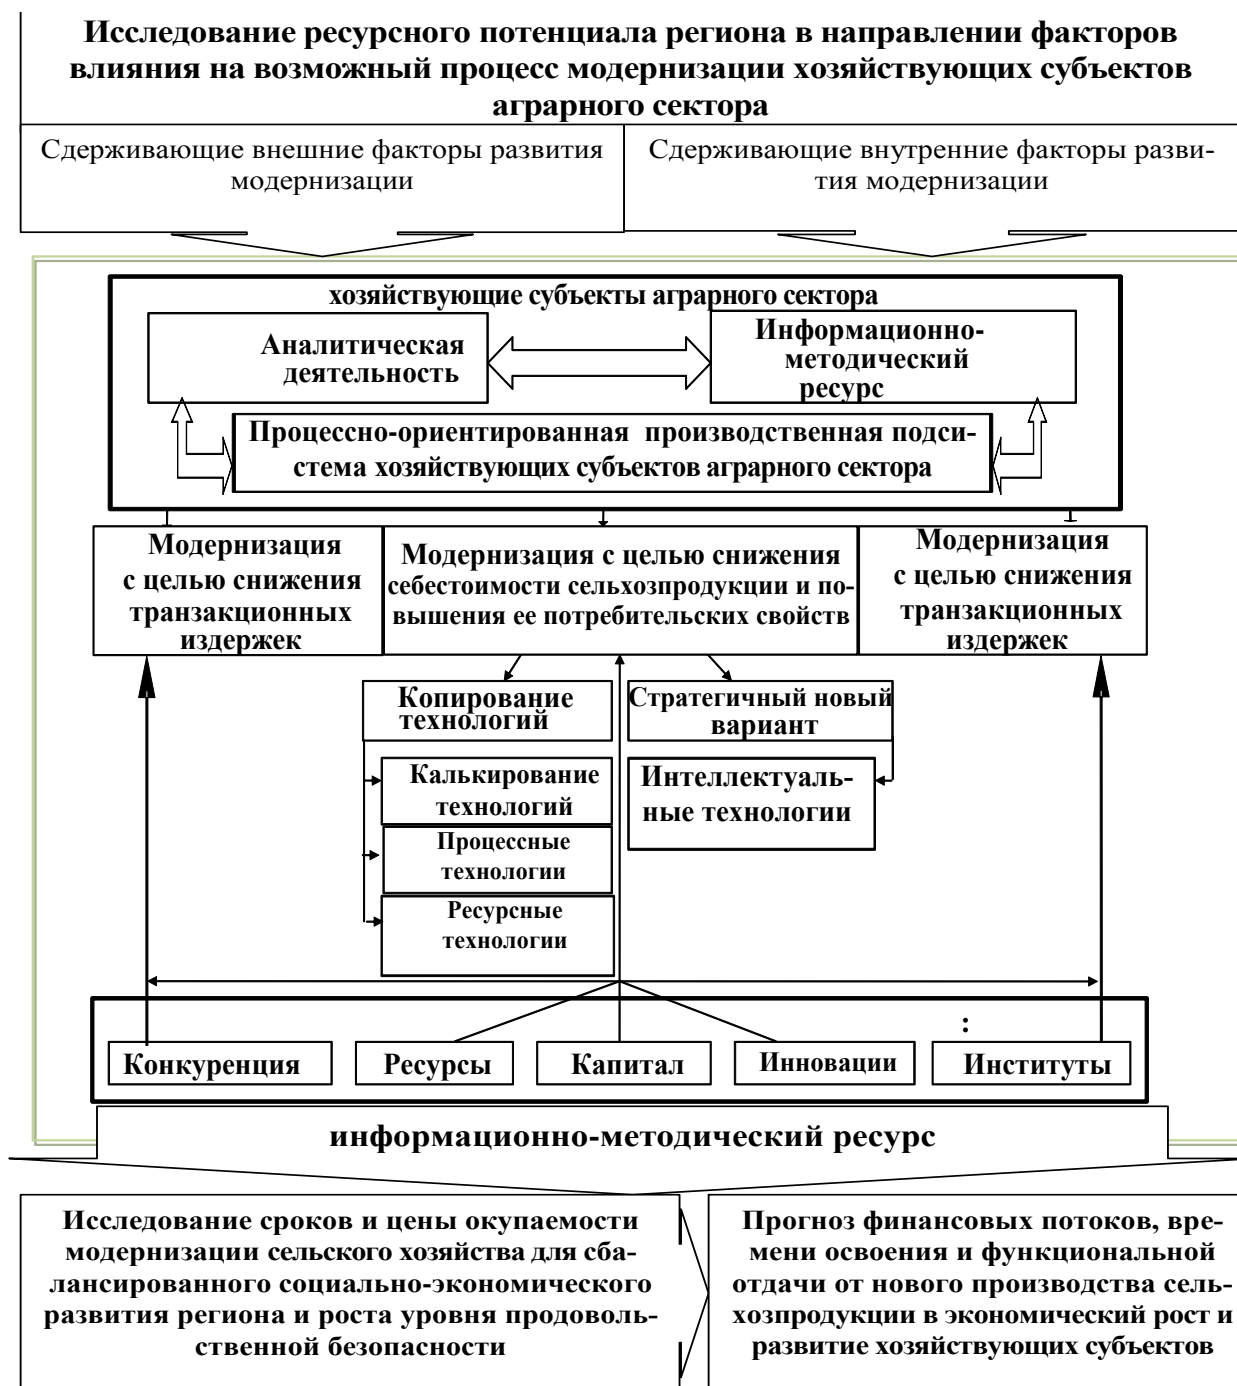 Исследование ресурсного потенциала региона в направлении факторов
влияния на возможный процесс модернизации хозяйствующих субъектов
аграрного сектора
Сдерживающие внешние факторы развития
модернизации
Сдерживающие внутренние факторы разви-
тия модернизации
хозяйствующие субъекты аграрного сектора
Аналитическая
деятельность
Информационно-
методический
ресурс
Процессно-ориентированная производственная подси-
стема хозяйствующих субъектов аграрного сектора
Модернизация
с целью снижения
транзакционных
издержек
Модернизация с целью снижения
себестоимости сельхозпродукции и по-
вышения ее потребительских свойств
Модернизация
с целью снижения
транзакционных
издержек
Копирование
технологий
Стратегичный новый
вариант
Калькирование
технологий
Интеллектуаль-
ные технологии
Процессные
технологии
Ресурсные
технологии
:
Конкуренция
Ресурсы
Капитал
Инновации
Институты
информационно-методический ресурс
Исследование сроков и цены окупаемости
модернизации сельского хозяйства для сба-
лансированного социально-экономического
развития региона и роста уровня продоволь-
ственной безопасности
Прогноз финансовых потоков, вре-
мени освоения и функциональной
отдачи от нового производства сель-
хозпродукции в экономический рост и
развитие хозяйствующих субъектов